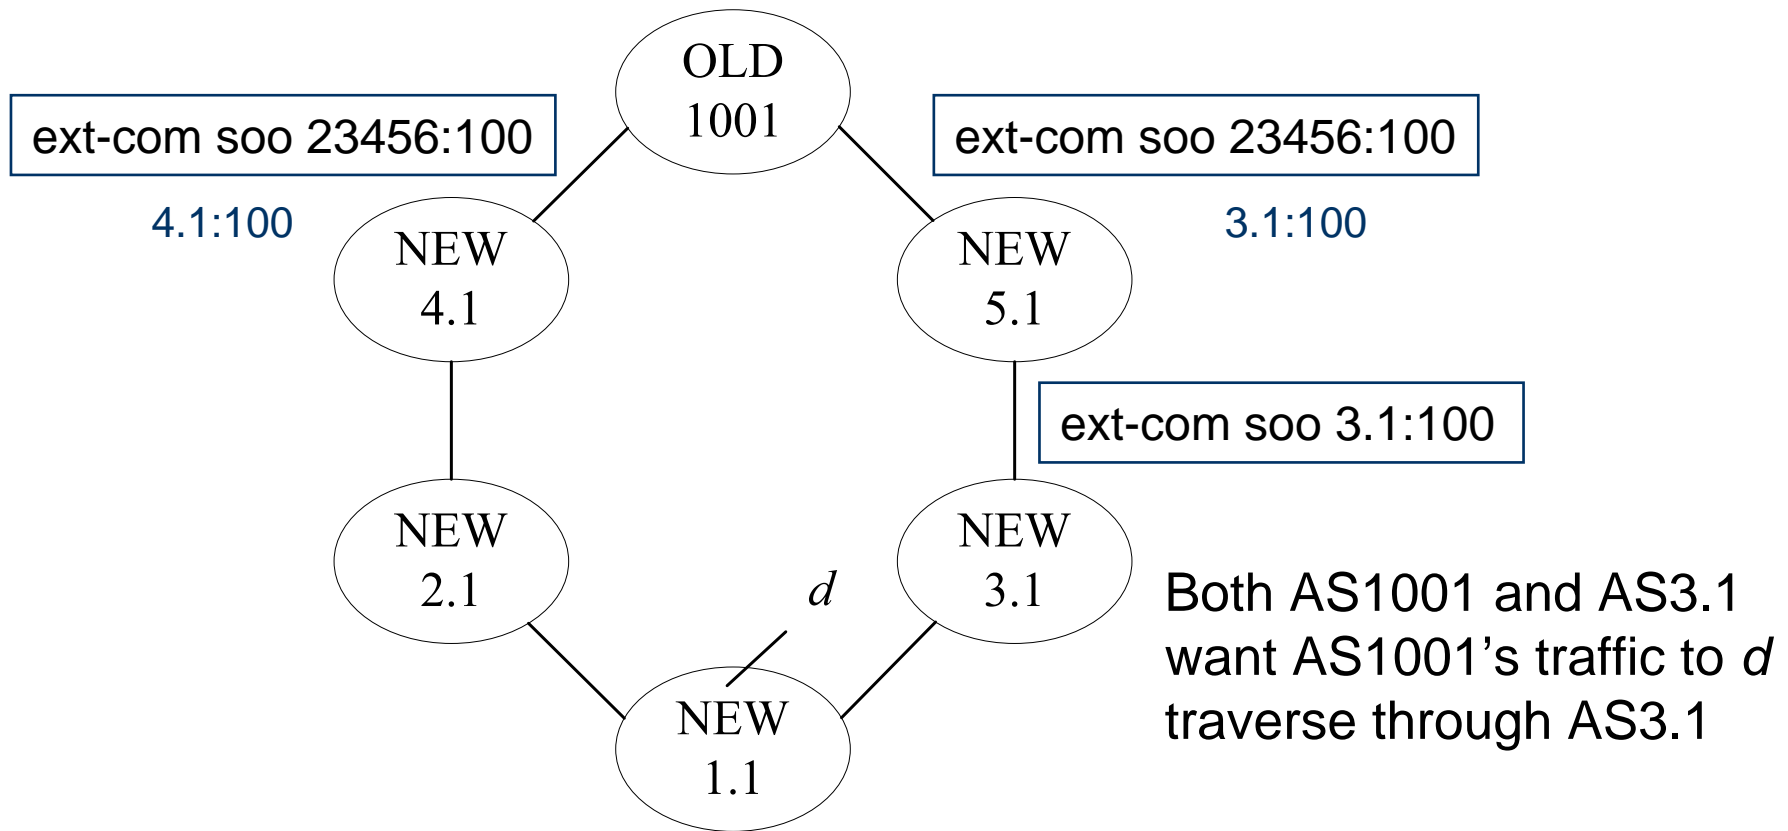 OLD
1001
ext-com soo 23456:100
ext-com soo 23456:100
4.1:100
3.1:100
NEW
4.1
NEW
5.1
ext-com soo 3.1:100
NEW
2.1
d
NEW
3.1
Both AS1001 and AS3.1
want AS1001’s traffic to d
traverse through AS3.1
NEW
1.1